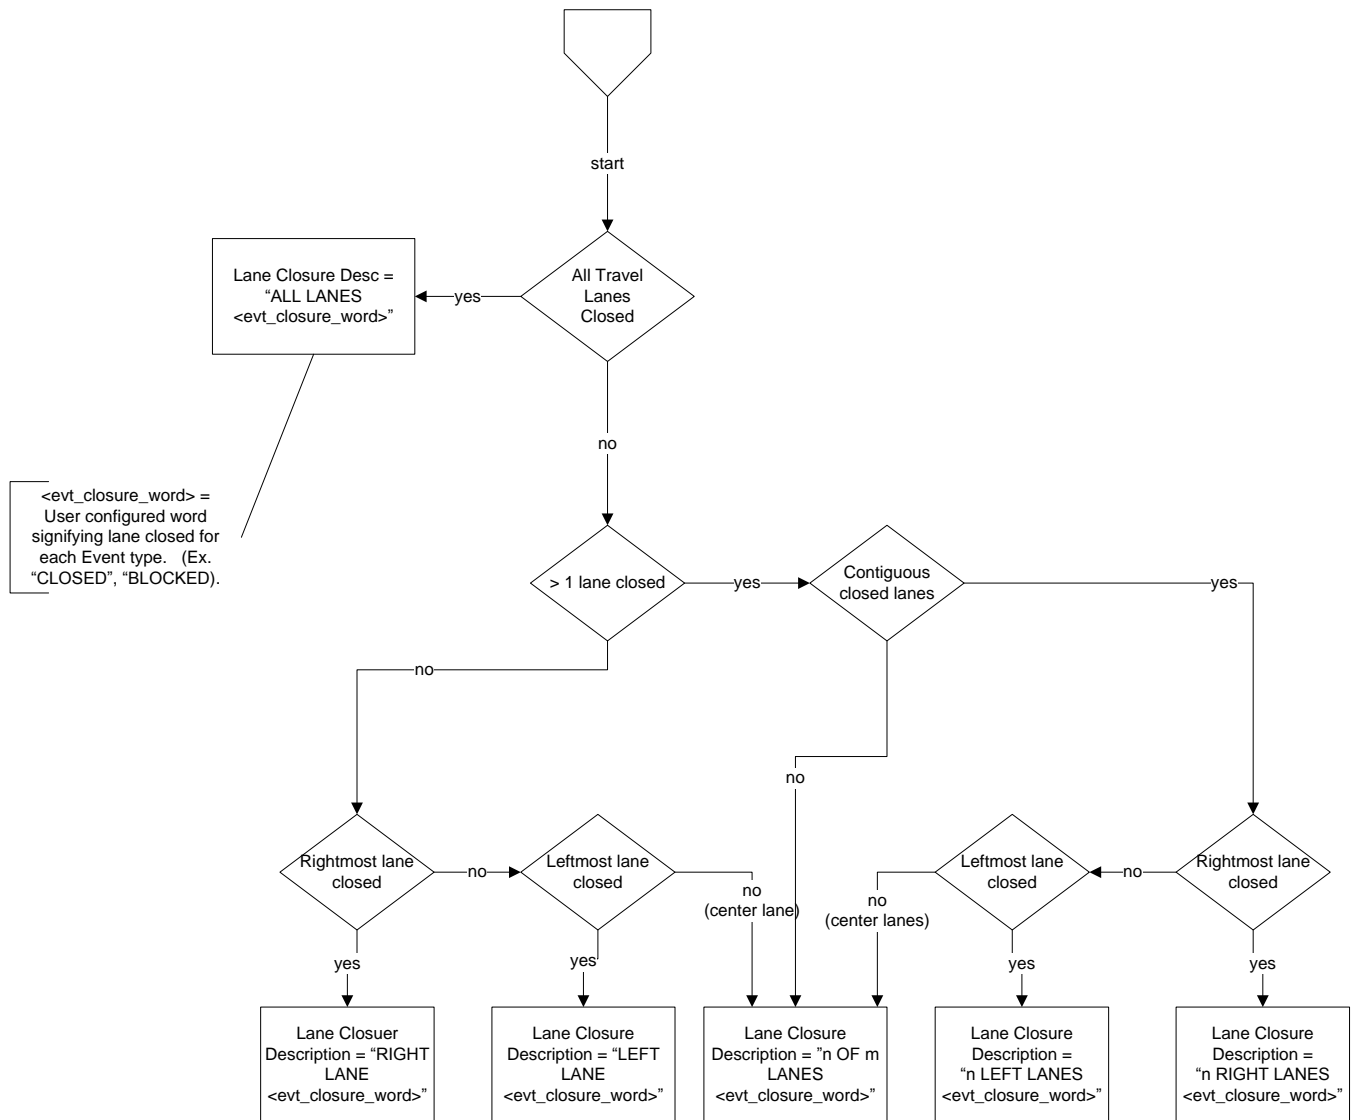 start
All Travel
Lanes
Closed
yes
Lane Closure Desc =
“ALL LANES
<evt_closure_word>”
no
<evt_closure_word> =
User configured word
signifying lane closed for
each Event type.   (Ex.
“CLOSED”, “BLOCKED).
> 1 lane closed
yes
Contiguous
closed lanes
yes
no
no
Rightmost lane
closed
no
Leftmost lane
closed
no
(center lane)
no
(center lanes)
Leftmost lane
closed
no
Rightmost lane
closed
yes
yes
yes
yes
Lane Closuer
Description = “RIGHT
LANE
<evt_closure_word>”
Lane Closure
Description = “LEFT
LANE
<evt_closure_word>”
Lane Closure
Description = “n OF m
LANES
<evt_closure_word>”
Lane Closure
Description =
“n LEFT LANES
<evt_closure_word>”
Lane Closure
Description =
“n RIGHT LANES
<evt_closure_word>”